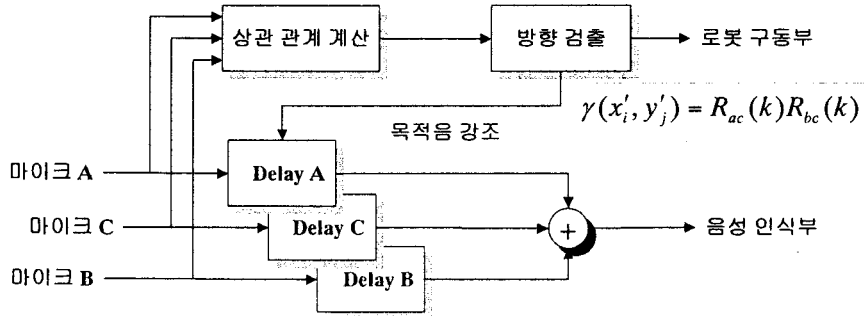 상관 관계 계산
방향 검출
로봇 구동부
γ(x'ᵢ, y'ⱼ) = R_ac(k)R_bc(k)
목적음 강조
마이크 A
Delay A
마이크 C
Delay C
+
음성 인식부
마이크 B
Delay B